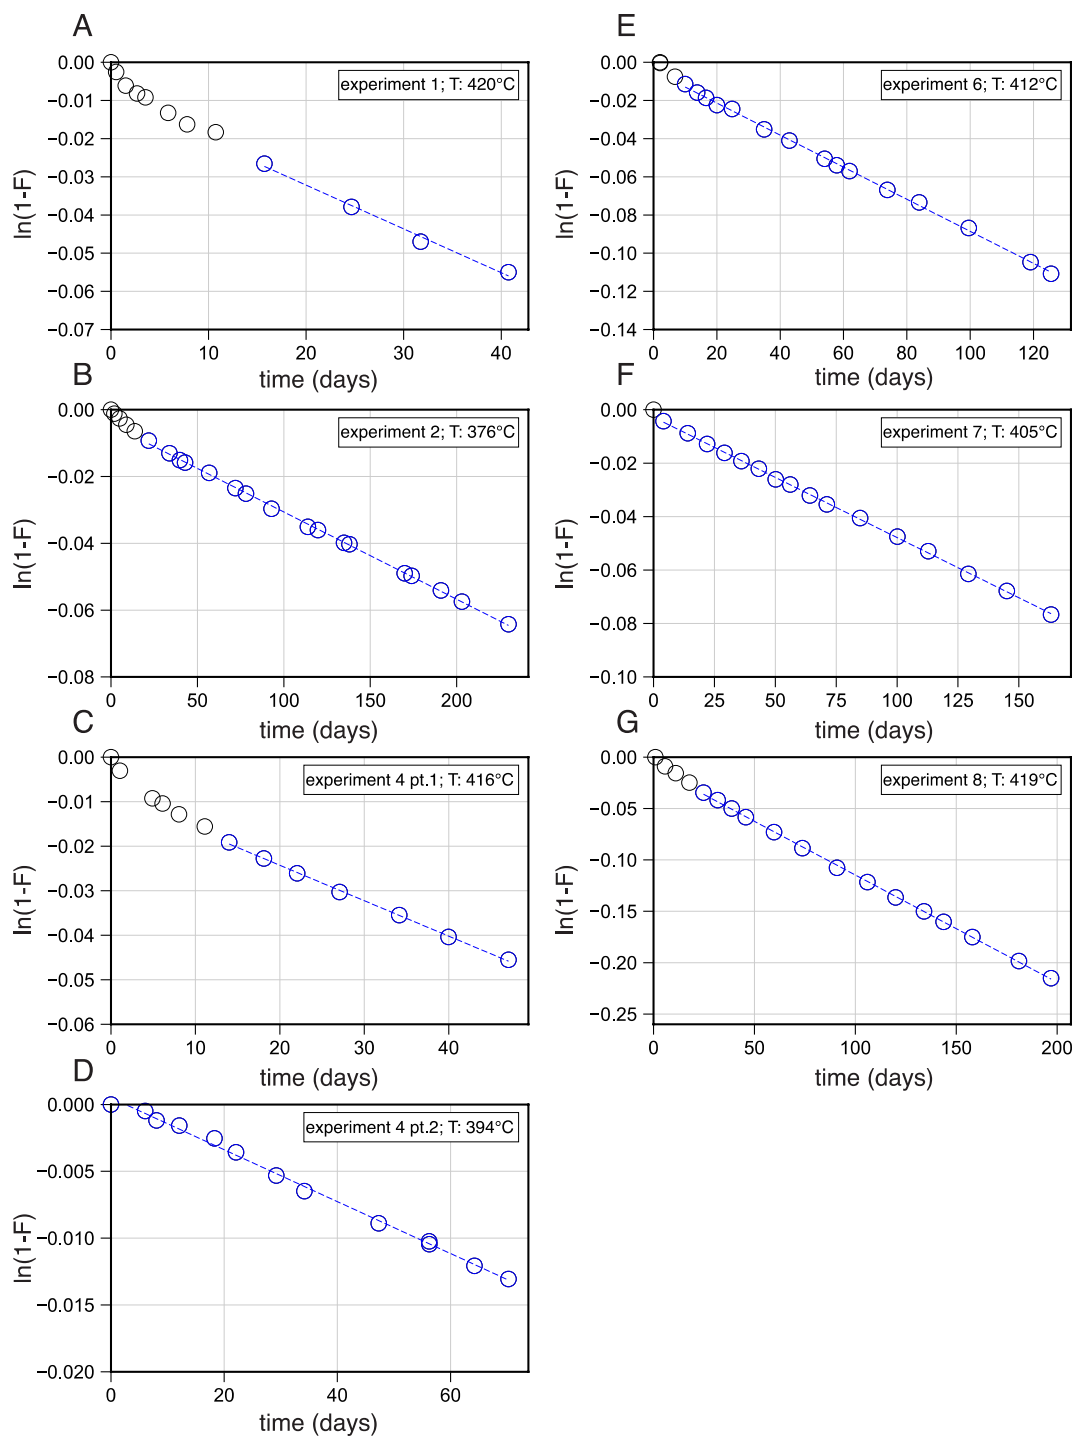 A
0.00
−0.01
−0.02
−0.03
−0.04
−0.05
−0.06
−0.07
ln(1-F)
experiment 1; T: 420°C
0 10 20 30 40
time (days)
B
0.00
−0.02
−0.04
−0.06
−0.08
ln(1-F)
experiment 2; T: 376°C
0 50 100 150 200
time (days)
C
0.00
−0.01
−0.02
−0.03
−0.04
−0.05
−0.06
ln(1-F)
experiment 4 pt.1; T: 416°C
0 20 40
time (days)
D
0.000
−0.005
−0.010
−0.015
−0.020
ln(1-F)
experiment 4 pt.2; T: 394°C
0 20 40 60
time (days)
E
0.00
−0.02
−0.04
−0.06
−0.08
−0.10
−0.12
−0.14
ln(1-F)
experiment 6; T: 412°C
0 20 40 60 80 100 120
time (days)
F
0.00
−0.02
−0.04
−0.06
−0.08
−0.10
ln(1-F)
experiment 7; T: 405°C
0 25 50 75 100 125 150
time (days)
G
0.00
−0.05
−0.10
−0.15
−0.20
−0.25
ln(1-F)
experiment 8; T: 419°C
0 50 100 150 200
time (days)